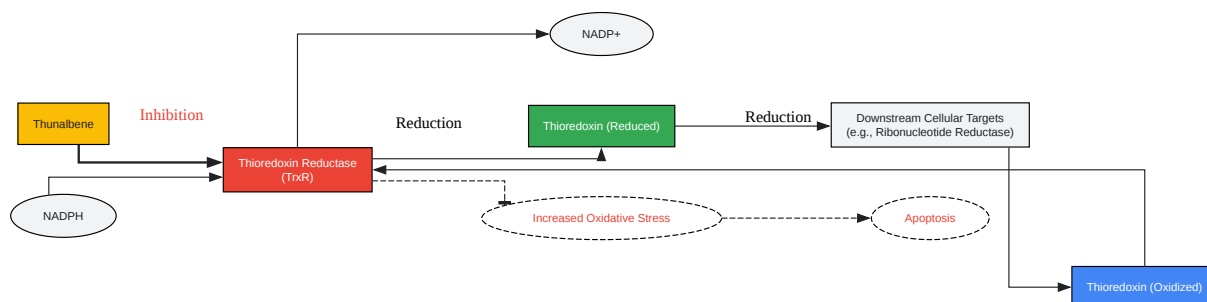 NADP+
Thunalbene
Inhibition
Reduction
Thioredoxin (Reduced)
Reduction
Downstream Cellular Targets
(e.g., Ribonucleotide Reductase)
Thioredoxin Reductase
(TrxR)
NADPH
Increased Oxidative Stress
Apoptosis
Thioredoxin (Oxidized)